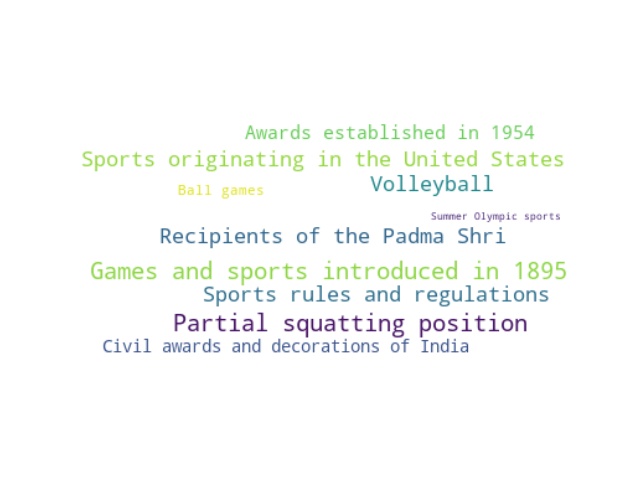 Awards established in 1954
Sports originating in the United States
Volleyball
Ball games
Summer Olympic sports
Recipients of the Padma Shri
Games and sports introduced in 1895
Sports rules and regulations
Partial squatting position
Civil awards and decorations of India